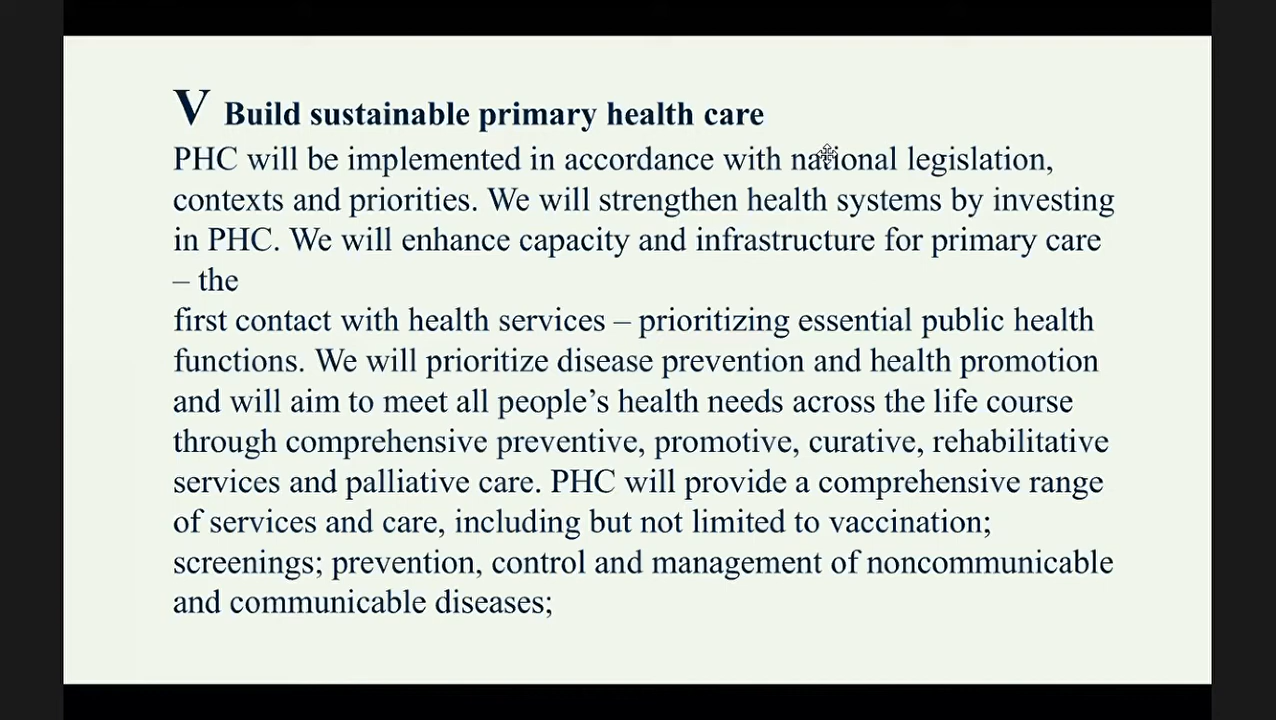 V Build sustainable primary health care
PHC will be implemented in accordance with national legislation,
contexts and priorities. We will strengthen health systems by investing
in PHC. We will enhance capacity and infrastructure for primary care
– the
first contact with health services – prioritizing essential public health
functions. We will prioritize disease prevention and health promotion
and will aim to meet all people’s health needs across the life course
through comprehensive preventive, promotive, curative, rehabilitative
services and palliative care. PHC will provide a comprehensive range
of services and care, including but not limited to vaccination;
screenings; prevention, control and management of noncommunicable
and communicable diseases;